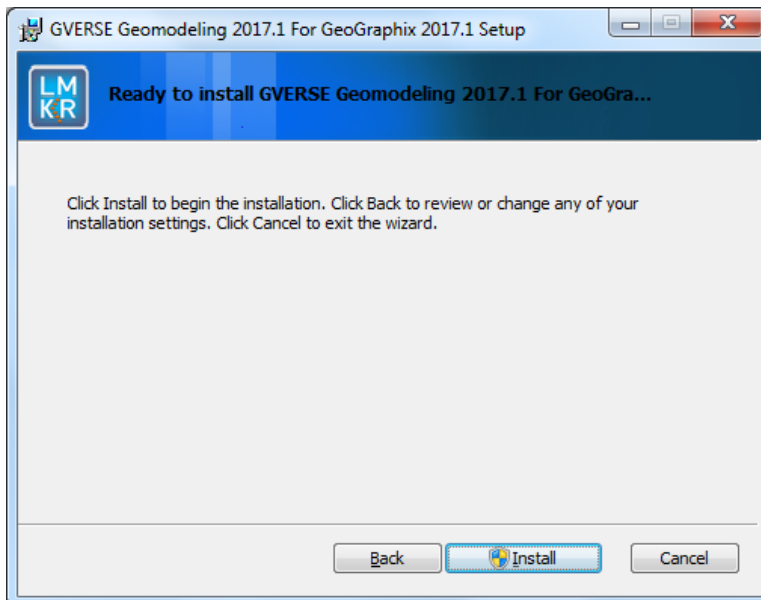 GVERSE Geomodeling 2017.1 For GeoGraphix 2017.1 Setup
LMKR
Ready to install GVERSE Geomodeling 2017.1 For GeoGra...
Click Install to begin the installation. Click Back to review or change any of your
installation settings. Click Cancel to exit the wizard.
Back
Install
Cancel